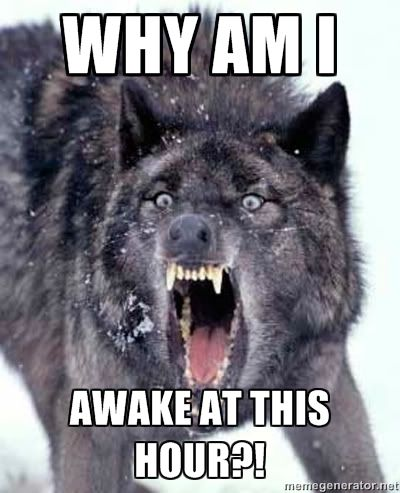 WHY AM I
AWAKE AT THIS
HOUR?!
memegenerator.net